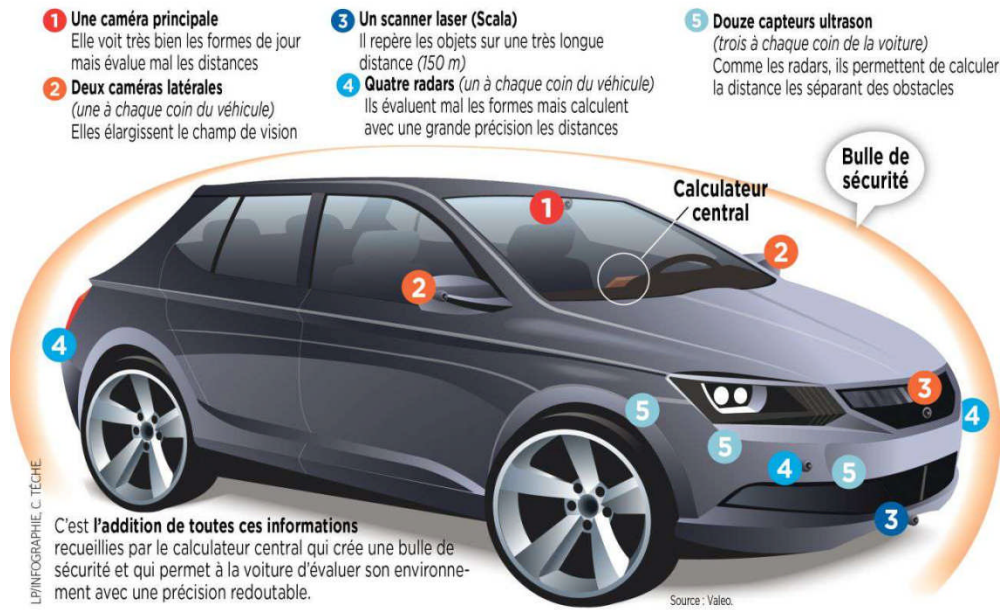 1 Une caméra principale
Elle voit très bien les formes de jour
mais évalue mal les distances
2 Deux caméras latérales
(une à chaque coin du véhicule)
Elles élargissent le champ de vision
3 Un scanner laser (Scala)
Il repère les objets sur une très longue
distance (150 m)
4 Quatre radars (un à chaque coin du véhicule)
Ils évaluent mal les formes mais calculent
avec une grande précision les distances
5 Douze capteurs ultrason
(trois à chaque coin de la voiture)
Comme les radars, ils permettent de calculer
la distance les séparant des obstacles
Bulle de
sécurité
Calculateur
central
1
2
2
4
3
5
4
5
4
5
3
C'est l'addition de toutes ces informations
recueillies par le calculateur central qui crée une bulle de
sécurité et qui permet à la voiture d'évaluer son environne-
ment avec une précision redoutable.
LP/INFOGRAPHIE, C. TÊCHE.
Source : Valeo.